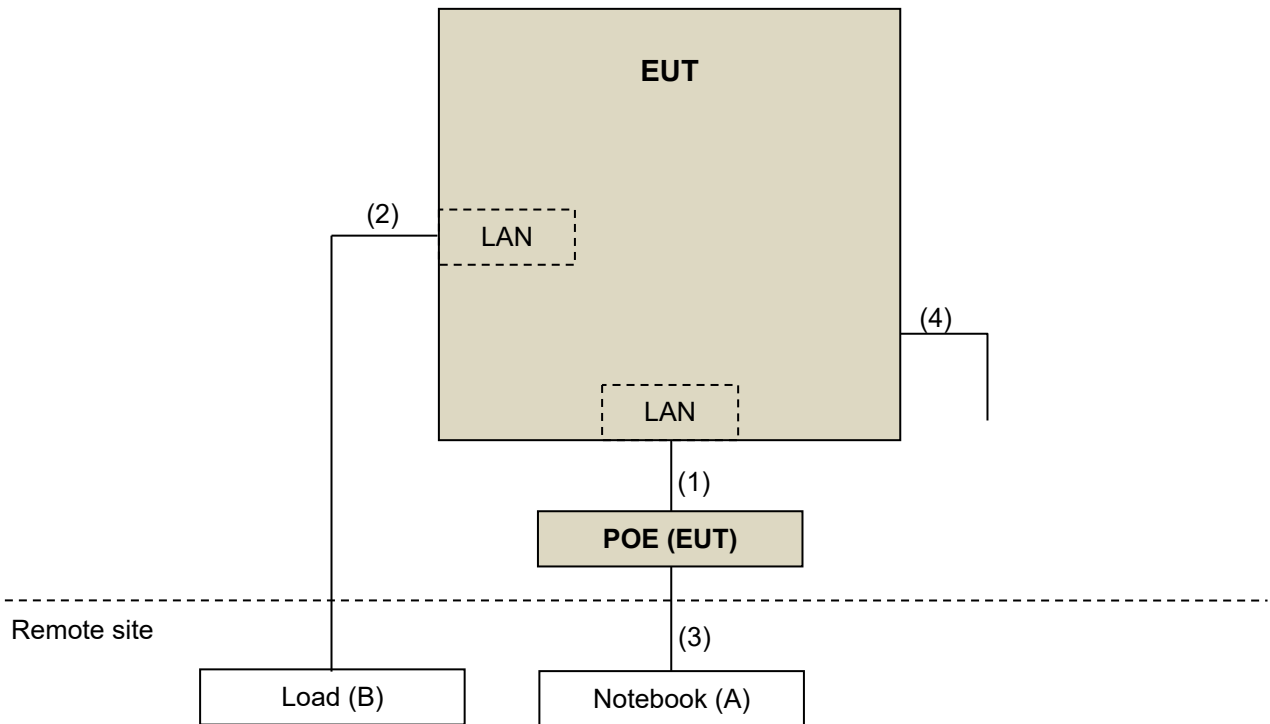 EUT
(2)
LAN
(4)
LAN
(1)
POE (EUT)
Remote site
(3)
Load (B)
Notebook (A)